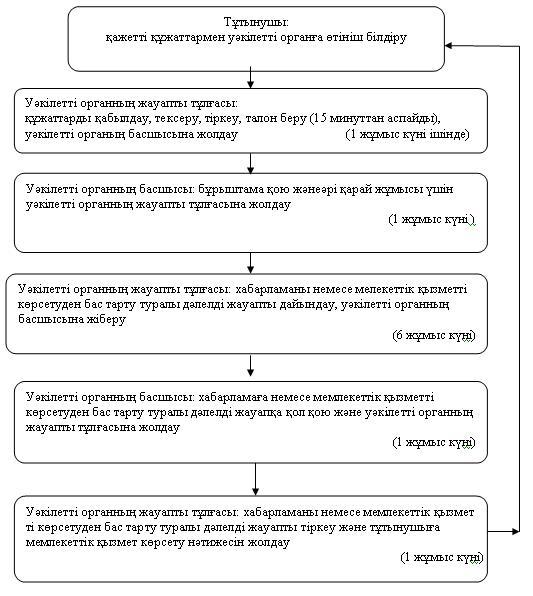 Тұтынушы:
қажетті құжаттармен уәкілетті органға өтініш білдіру
Уәкілетті органның жауапты тұлғасы:
құжаттарды қабылдау, тексеру, тіркеу, талон беру (15 минуттан аспайды),
уәкілетті органың басшысына жолдау (1 жұмыс күні ішінде)
Уәкілетті органның басшысы: бұрыштама қою жәнеәрі қарай жұмысы үшін
уәкілетті органның жауапты тұлғасына жолдау
(1 жұмыс күні )
Уәкілетті органның жауапты тұлғасы: хабарламаны немесе мелекеттік қызметті
көрсетуден бас тарту туралы дәлелді жауапты дайындау, уәкілетті органның
басшысына жіберу
(6 жұмыс күні)
Уәкілетті органның басшысы: хабарламаға немесе мемлекеттік қызметті
көрсетуден бас тарту туралы дәлелді жауапқа қол қою және уәкілетті органның
жауапты тұлғасына жолдау
(1 жұмыс күні)
Уәкілетті органның жауапты тұлғасы: хабарламаны немесе мемлекеттік қызмет
ті көрсетуден бас тарту туралы дәлелді жауапты тіркеу және тұтынушыға
мемлекеттік қызмет көрсету нәтижесін жолдау
(1 жұмыс күні)